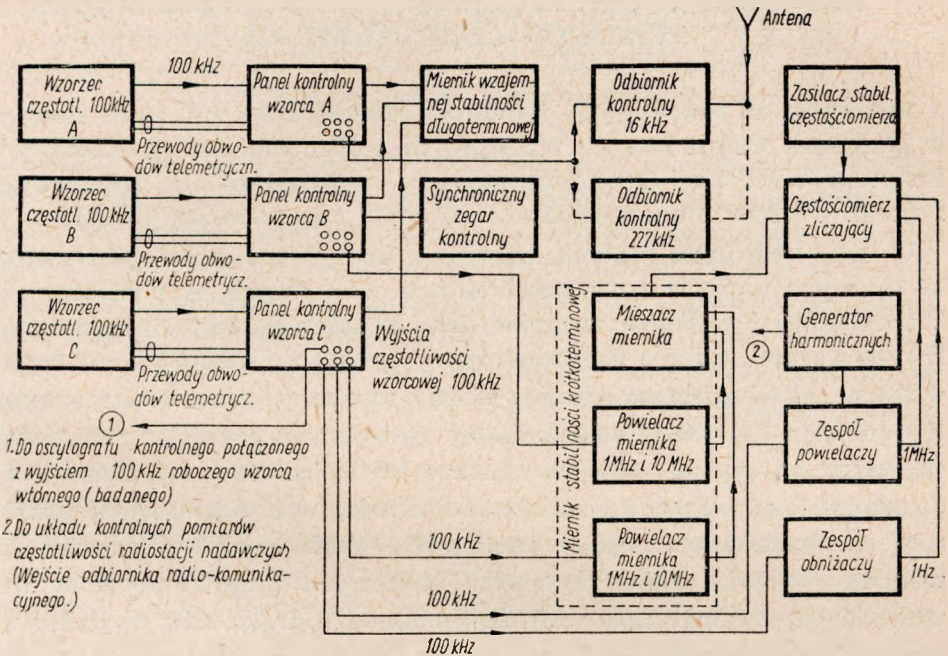 Antena
Wzorzec
częstotl. 100kHz
A
100 kHz
Panel kontrolny
wzorca A
Miernik wzajem-
nej stabilności
długoterminowej
Odbiornik
kontrolny
16 kHz
Zasilacz stabil.
częstościomierza
Przewody obwo-
dów telemetryczn.
Wzorzec
częstotl. 100kHz
B
Panel kontrolny
wzorca B
Synchroniczny
zegar
kontrolny
Odbiornik
kontrolny
227 kHz
Częstościomierz
zliczający
Przewody obwo-
dów telemetrycz.
Wzorzec
częstotl. 100kHz
C
Panel kontrolny
wzorca C
Wyjścia
częstotliwości
wzorcowej 100 kHz
Miernik stabilności krótkoterminowej
Mieszacz
miernika
2
Generator
harmonicznych
Przewody obwo-
dów telemetrycz.
1
Powielacz
miernika
1MHz i 10 MHz
Zespół
powielaczy
1MHz
1.Do oscylografu kontrolnego połączonego
z wyjściem 100 kHz roboczego wzorca
wtórnego (badanego)
2.Do układu kontrolnych pomiarów
częstotliwości radiostacji nadawczych
(Wejście odbiornika radio-komunika-
cyjnego.)
100 kHz
Powielacz
miernika
1MHz i 10MHz
Zespół
obniżaczy
1Hz
100kHz
100 kHz